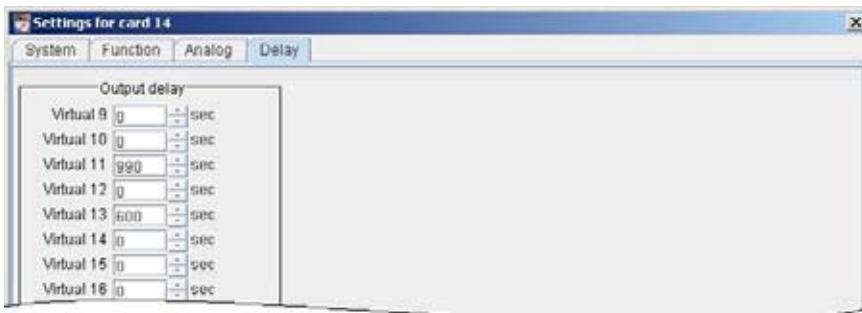 Settings for card 14
System Function Analog Delay
Output delay
Virtual 9 0 sec
Virtual 10 0 sec
Virtual 11 990 sec
Virtual 12 0 sec
Virtual 13 600 sec
Virtual 14 0 sec
Virtual 15 0 sec
Virtual 16 0 sec